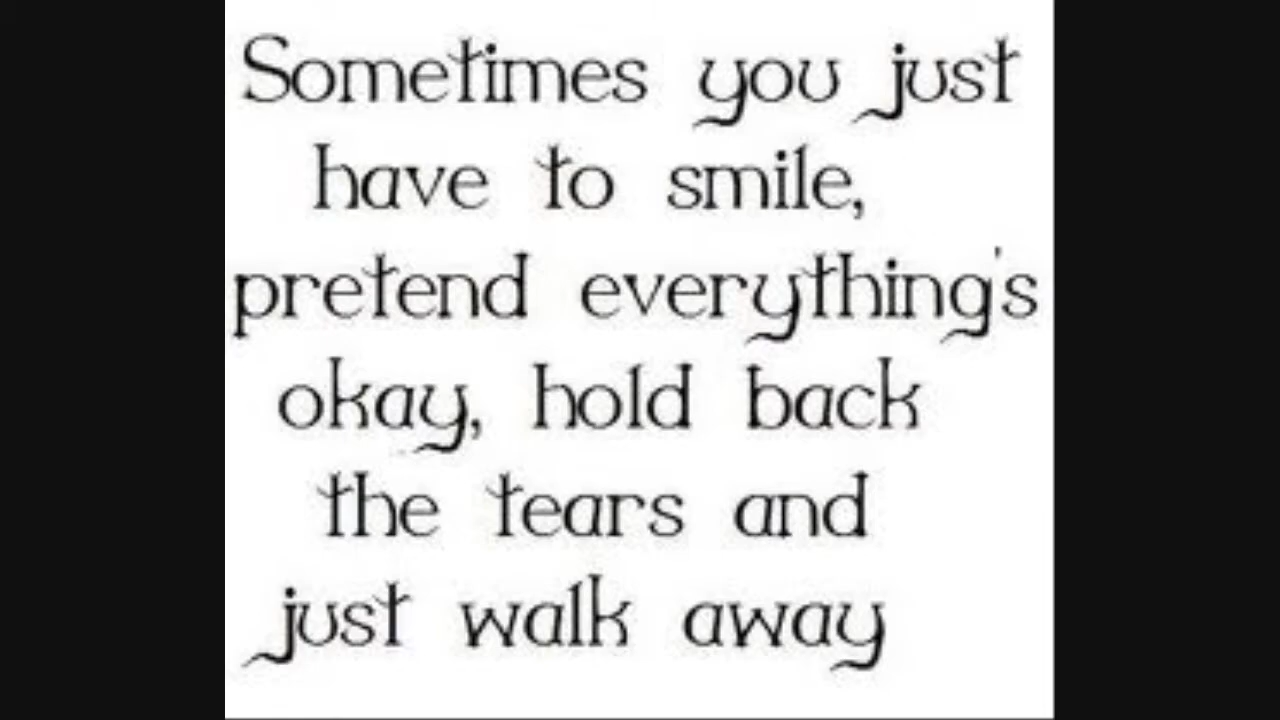 Sometimes you just
have to smile,
pretend everything's
okay, hold back
the tears and
just walk away